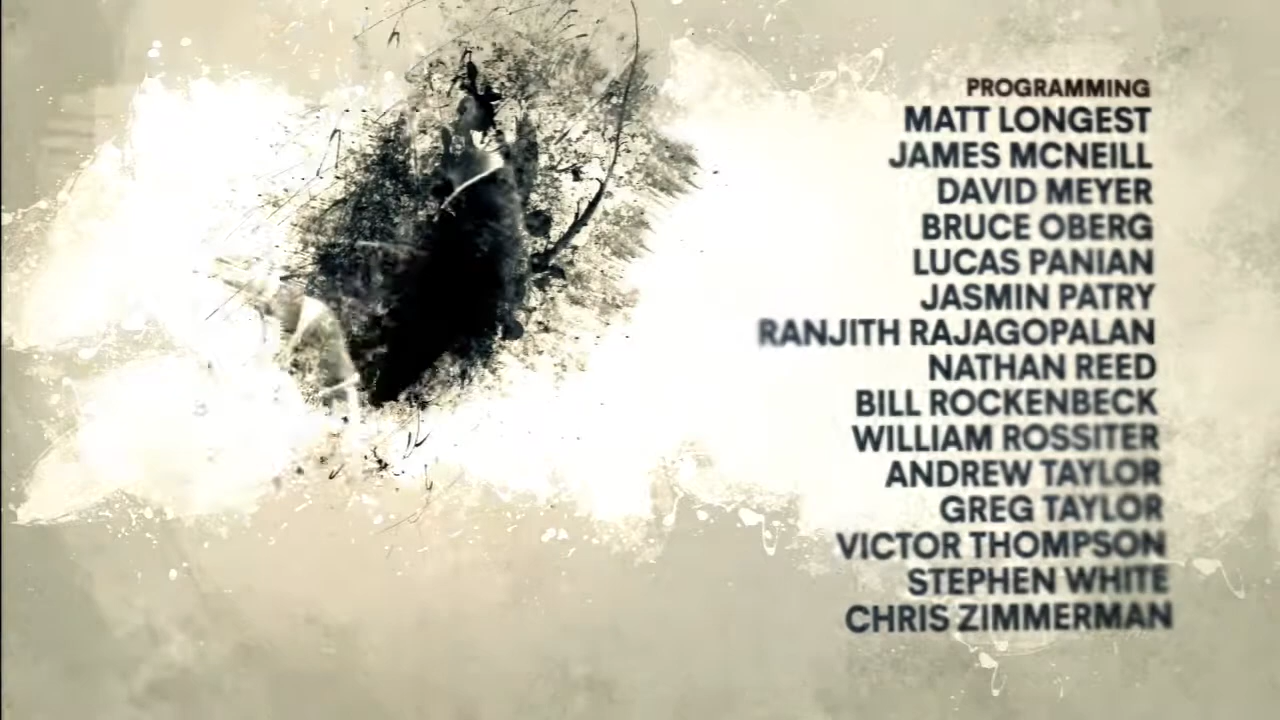 PROGRAMMING
MATT LONGEST
JAMES MCNEILL
DAVID MEYER
BRUCE OBERG
LUCAS PANIAN
JASMIN PATRY
RANJITH RAJAGOPALAN
NATHAN REED
BILL ROCKENBECK
WILLIAM ROSSITER
ANDREW TAYLOR
GREG TAYLOR
VICTOR THOMPSON
STEPHEN WHITE
CHRIS ZIMMERMAN